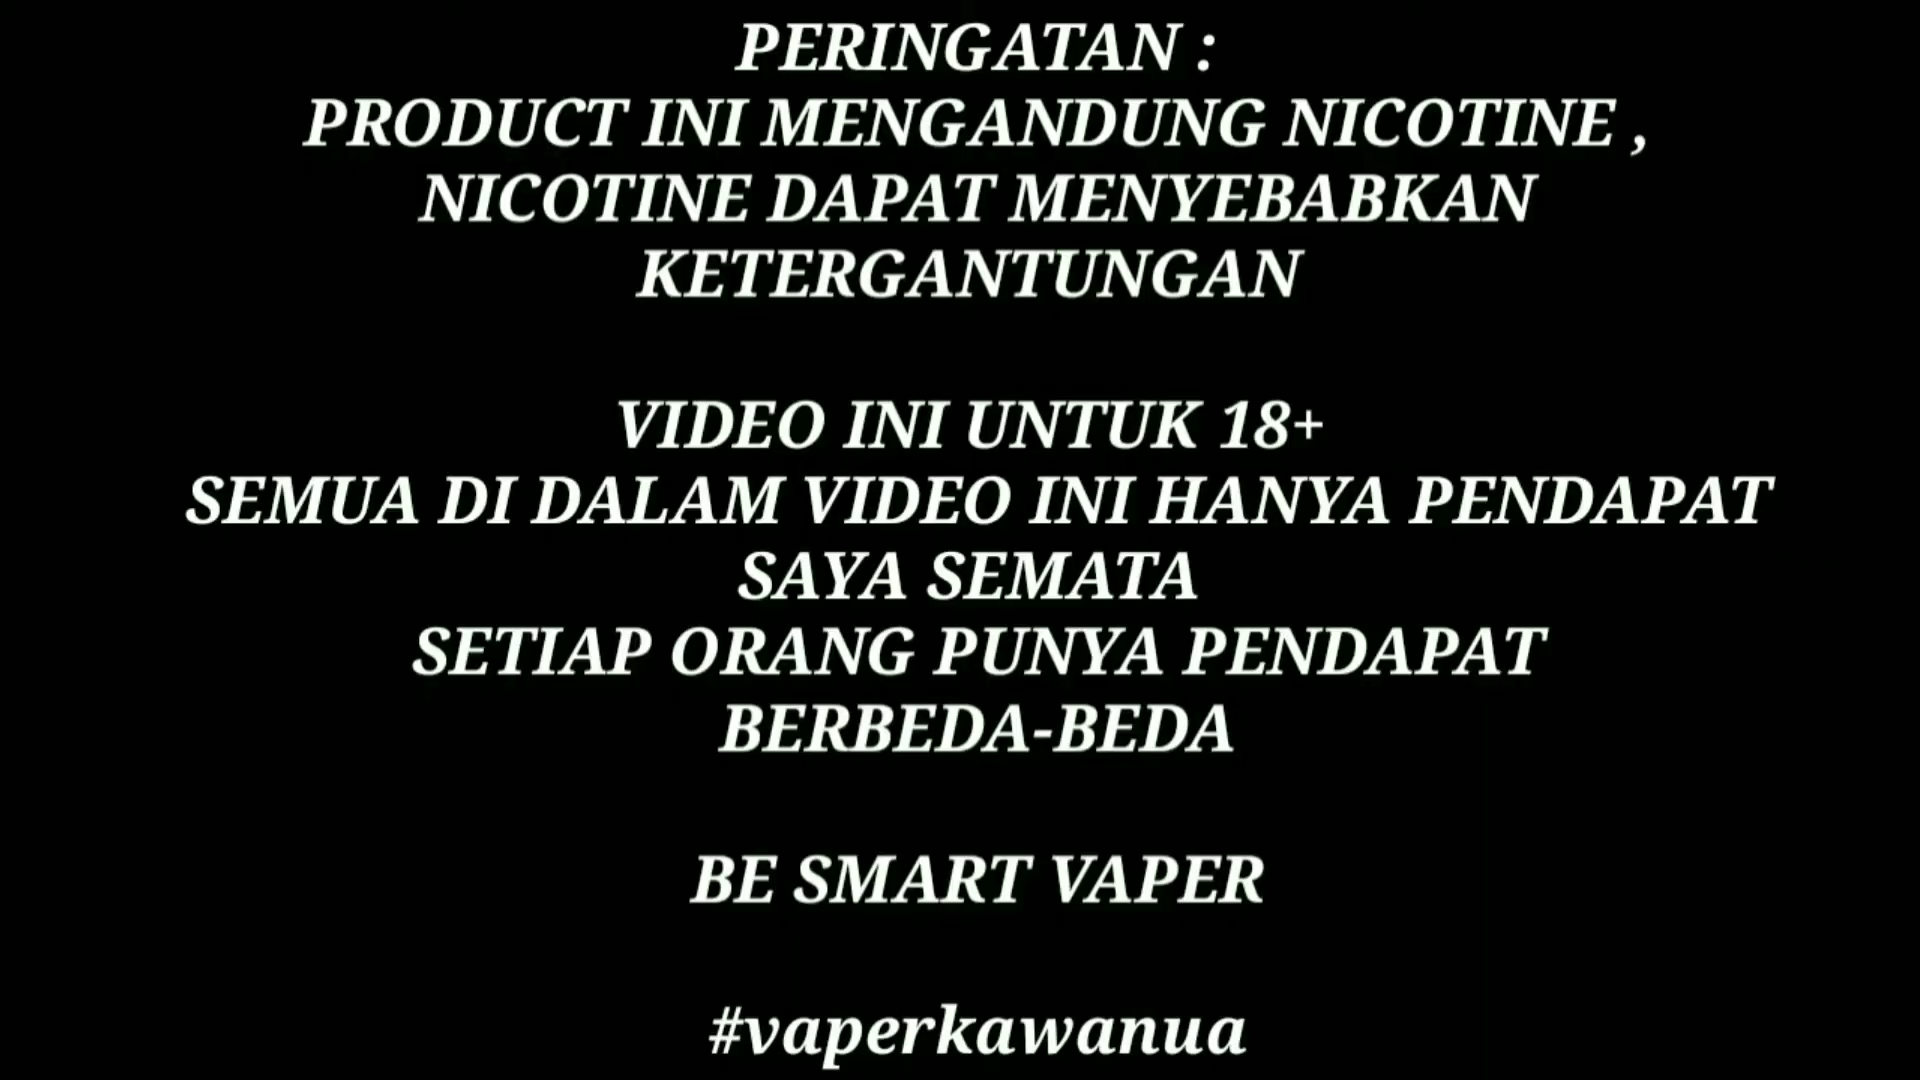 PERINGATAN :
PRODUCT INI MENGANDUNG NICOTINE ,
NICOTINE DAPAT MENYEBABKAN
KETERGANTUNGAN
VIDEO INI UNTUK 18+
SEMUA DI DALAM VIDEO INI HANYA PENDAPAT
SAYA SEMATA
SETIAP ORANG PUNYA PENDAPAT
BERBEDA-BEDA
BE SMART VAPER
#vaperkawanua